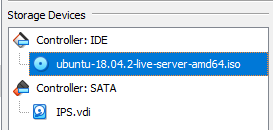 Storage Devices
Controller: IDE
ubuntu-18.04.2-live-server-amd64.iso
Controller: SATA
IPS.vdi